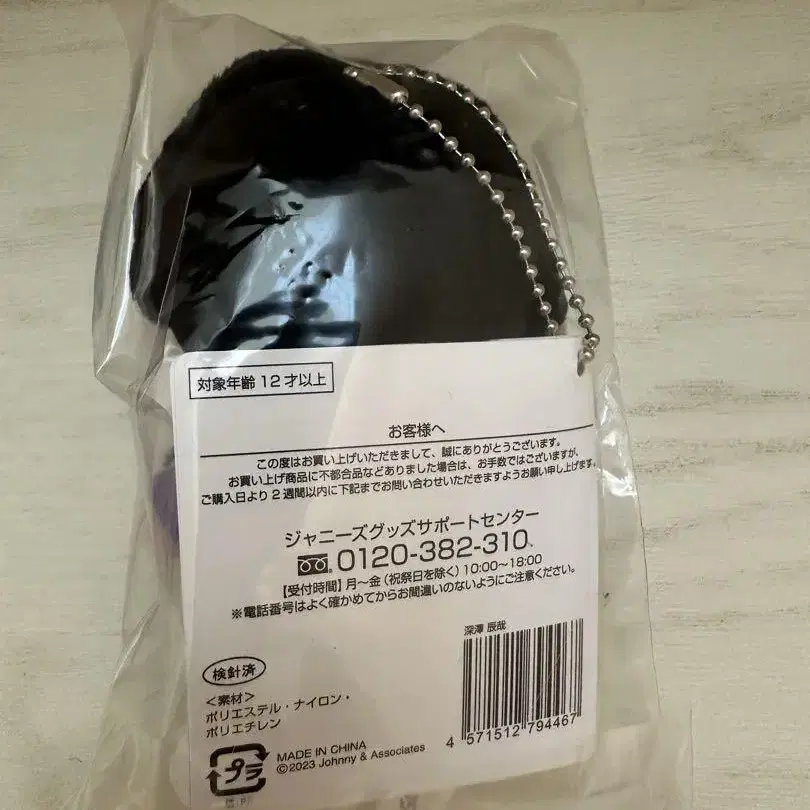 対象年齢12才以上
お客様へ
この度はお買い上げいただきまして、誠にありがとうございます。
お買い上げ商品に不都合品などありました場合は、お手数ではございますが、
ご購入日より2週間以内に下記までお問い合わせいただきますようお願い申し上げます。
ジャニーズグッズサポートセンター
0120-382-310
【受付時間】月〜金(祝祭日を除く)10:00〜18:00
※電話番号はよく確かめてからお間違いのないようにご注意ください。
深澤 辰哉
検針済
<素材>
ポリエステル・ナイロン・
ポリエチレン
4 571512 794467
プラ
MADE IN CHINA
©2023 Johnny & Associates